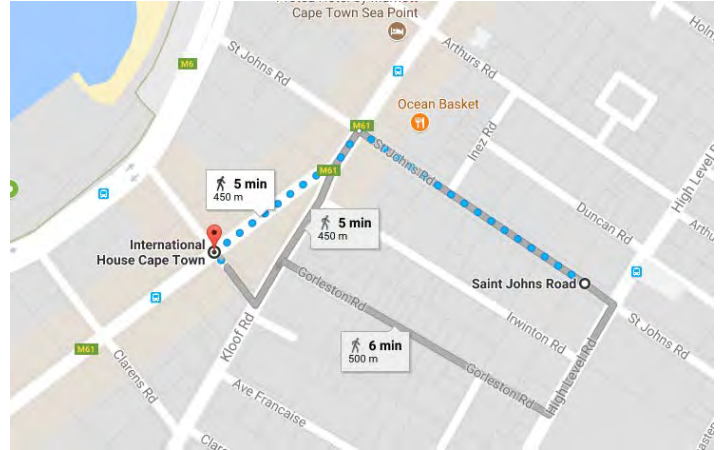 Cape Town Sea Point
St Johns Rd
Arthurs Rd
Holm
M6
Ocean Basket
M61
St Johns Rd
Inez Rd
High Level Rd
M61
5 min
450 m
Duncan Rd
Arthur
5 min
450 m
International
House Cape Town
Gorleston Rd
Saint Johns Road
St Johns Rd
Irwinton Rd
Kloof Rd
6 min
500 m
High Level Rd
M61
Clarens Rd
Gorleston Rd
Ave Francaise
Clare